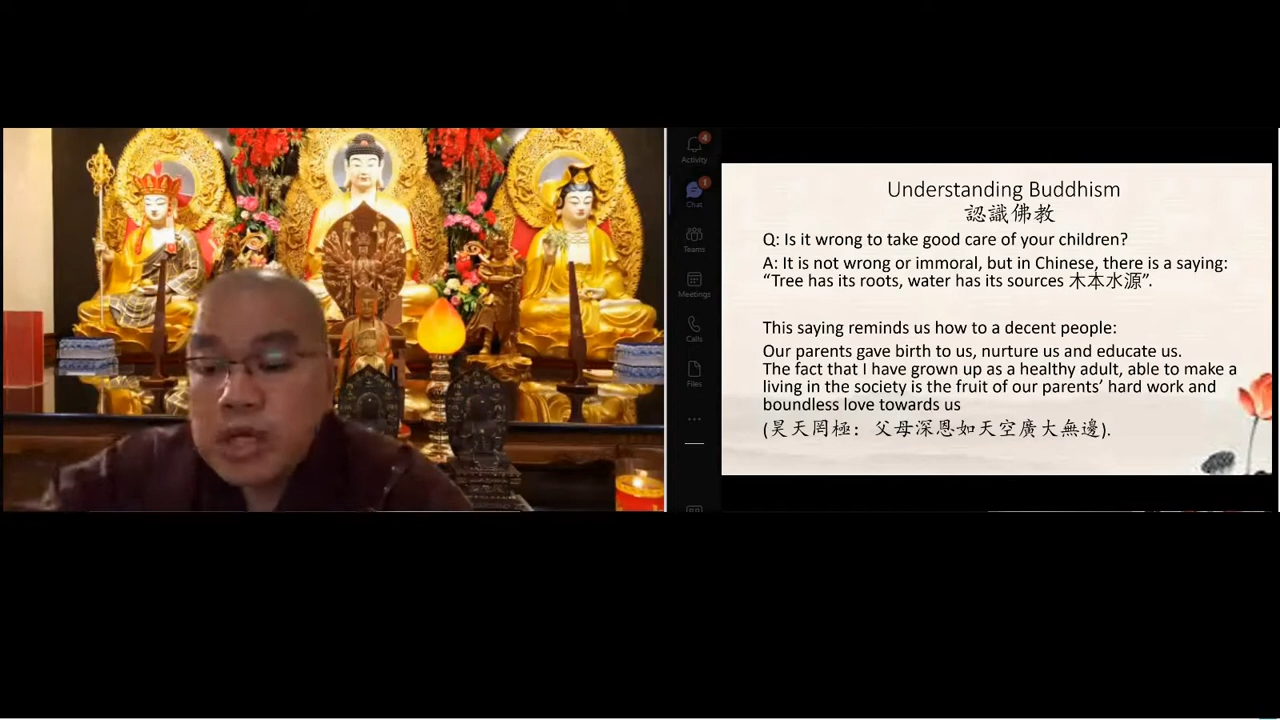 4
Activity
1
Chat
Teams
Meetings
Calls
Files
Understanding Buddhism
認識佛教
Q: Is it wrong to take good care of your children?
A: It is not wrong or immoral, but in Chinese, there is a saying:
“Tree has its roots, water has its sources 木本水源”.
This saying reminds us how to a decent people:
Our parents gave birth to us, nurture us and educate us.
The fact that I have grown up as a healthy adult, able to make a
living in the society is the fruit of our parents’ hard work and
boundless love towards us
(昊天罔極：父母深恩如天空廣大無邊).